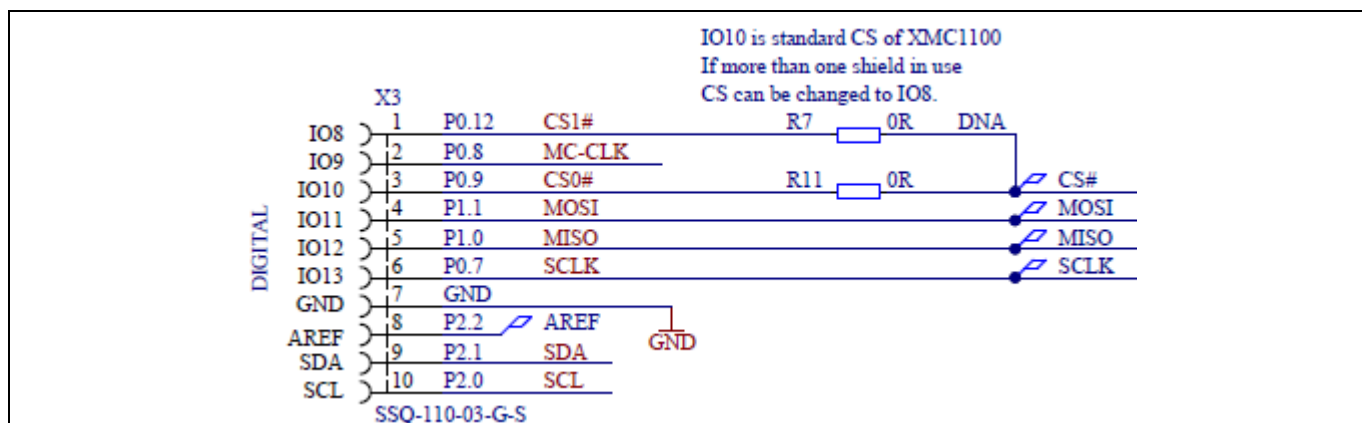 IO10 is standard CS of XMC1100
If more than one shield in use
CS can be changed to IO8.
X3
IO8 1 P0.12 CS1# R7 0R DNA
IO9 2 P0.8 MC-CLK
IO10 3 P0.9 CS0# R11 0R CS#
IO11 4 P1.1 MOSI MOSI
IO12 5 P1.0 MISO MISO
IO13 6 P0.7 SCLK SCLK
GND 7 GND
AREF 8 P2.2 AREF
GND
SDA 9 P2.1 SDA
SCL 10 P2.0 SCL
SSQ-110-03-G-S
DIGITAL